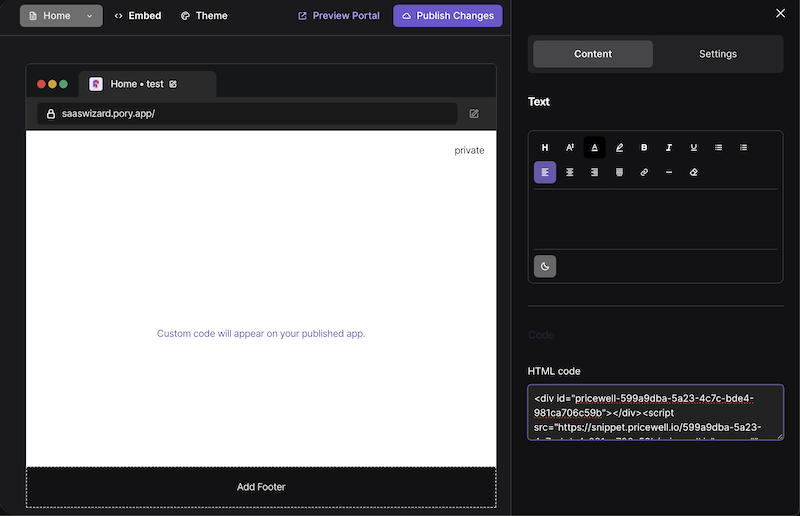 Home
Embed
Theme
Preview Portal
Publish Changes
Home • test
saaswizard.pory.app/
private
Custom code will appear on your published app.
Add Footer
Content
Settings
Text
H A A B I U
Code
HTML code
<div id="pricewell-599a9dba-5a23-4c7c-bde4-
981ca706c59b"></div><script
src="https://snippet.pricewell.io/599a9dba-5a23-